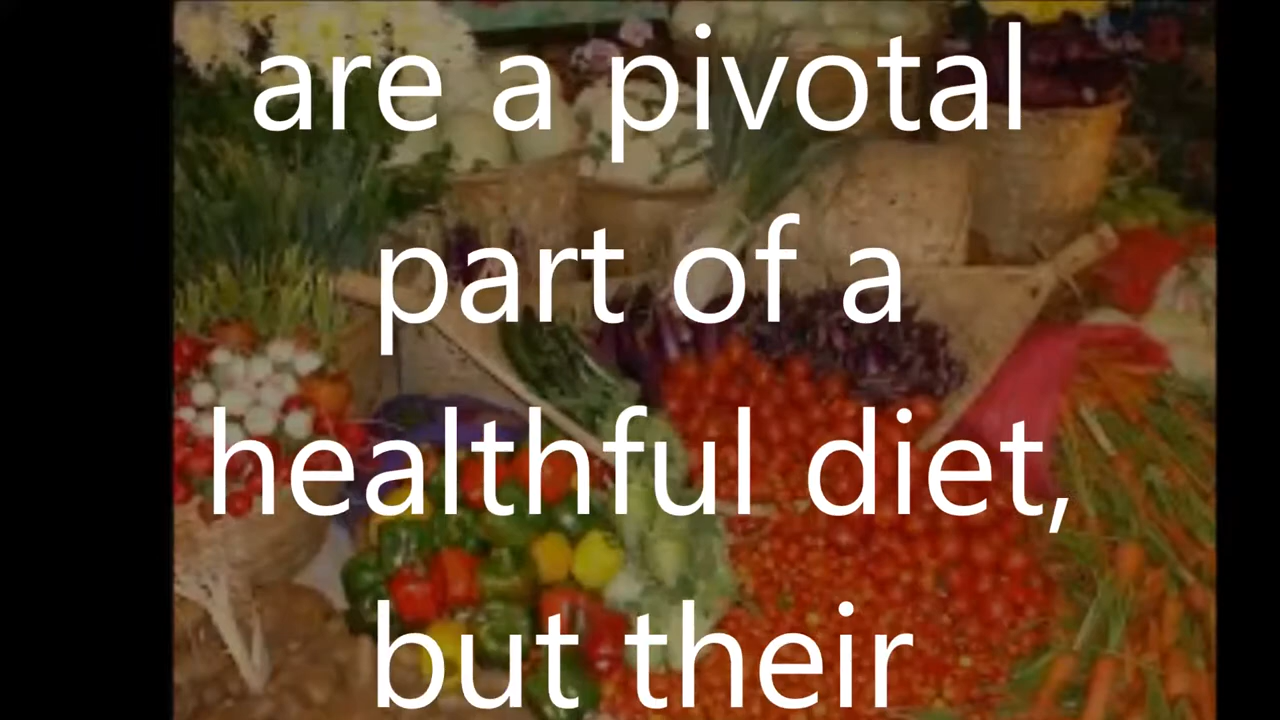 are a pivotal
part of a
healthful diet,
but their